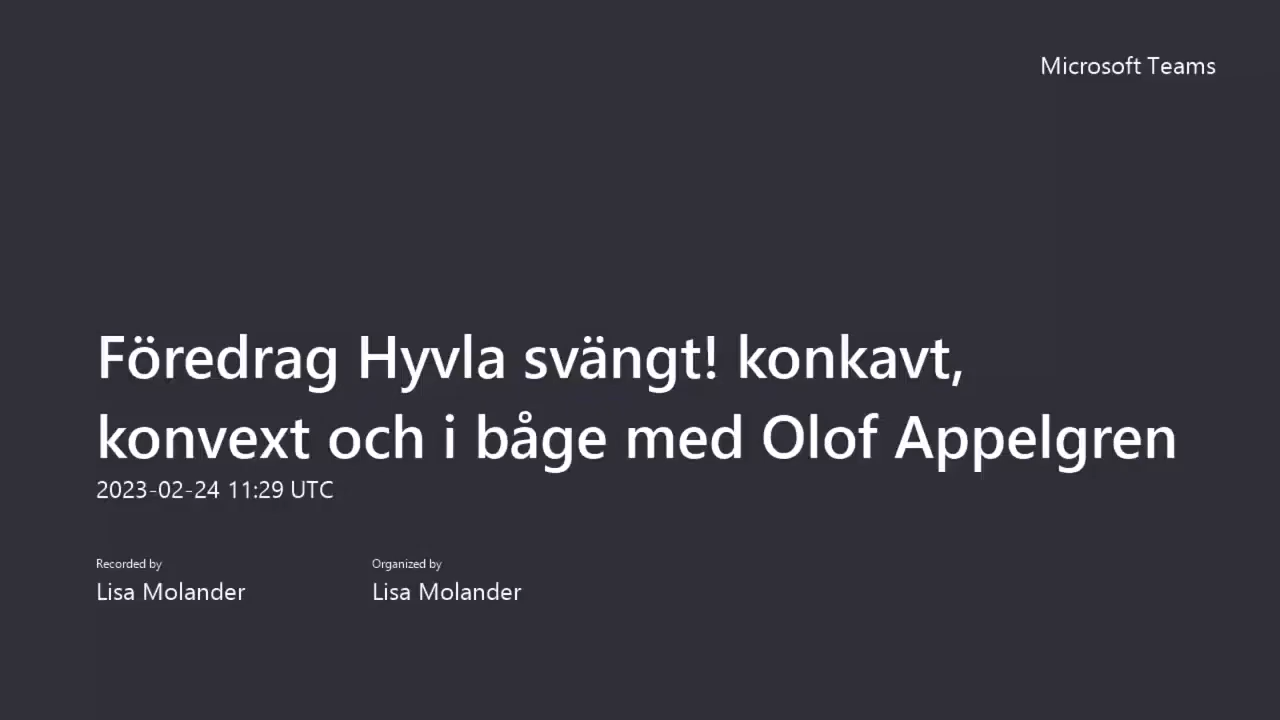 Microsoft Teams
Föredrag Hyvla svängt! konkavt,
konvext och i båge med Olof Appelgren
2023-02-24 11:29 UTC
Recorded by
Lisa Molander
Organized by
Lisa Molander